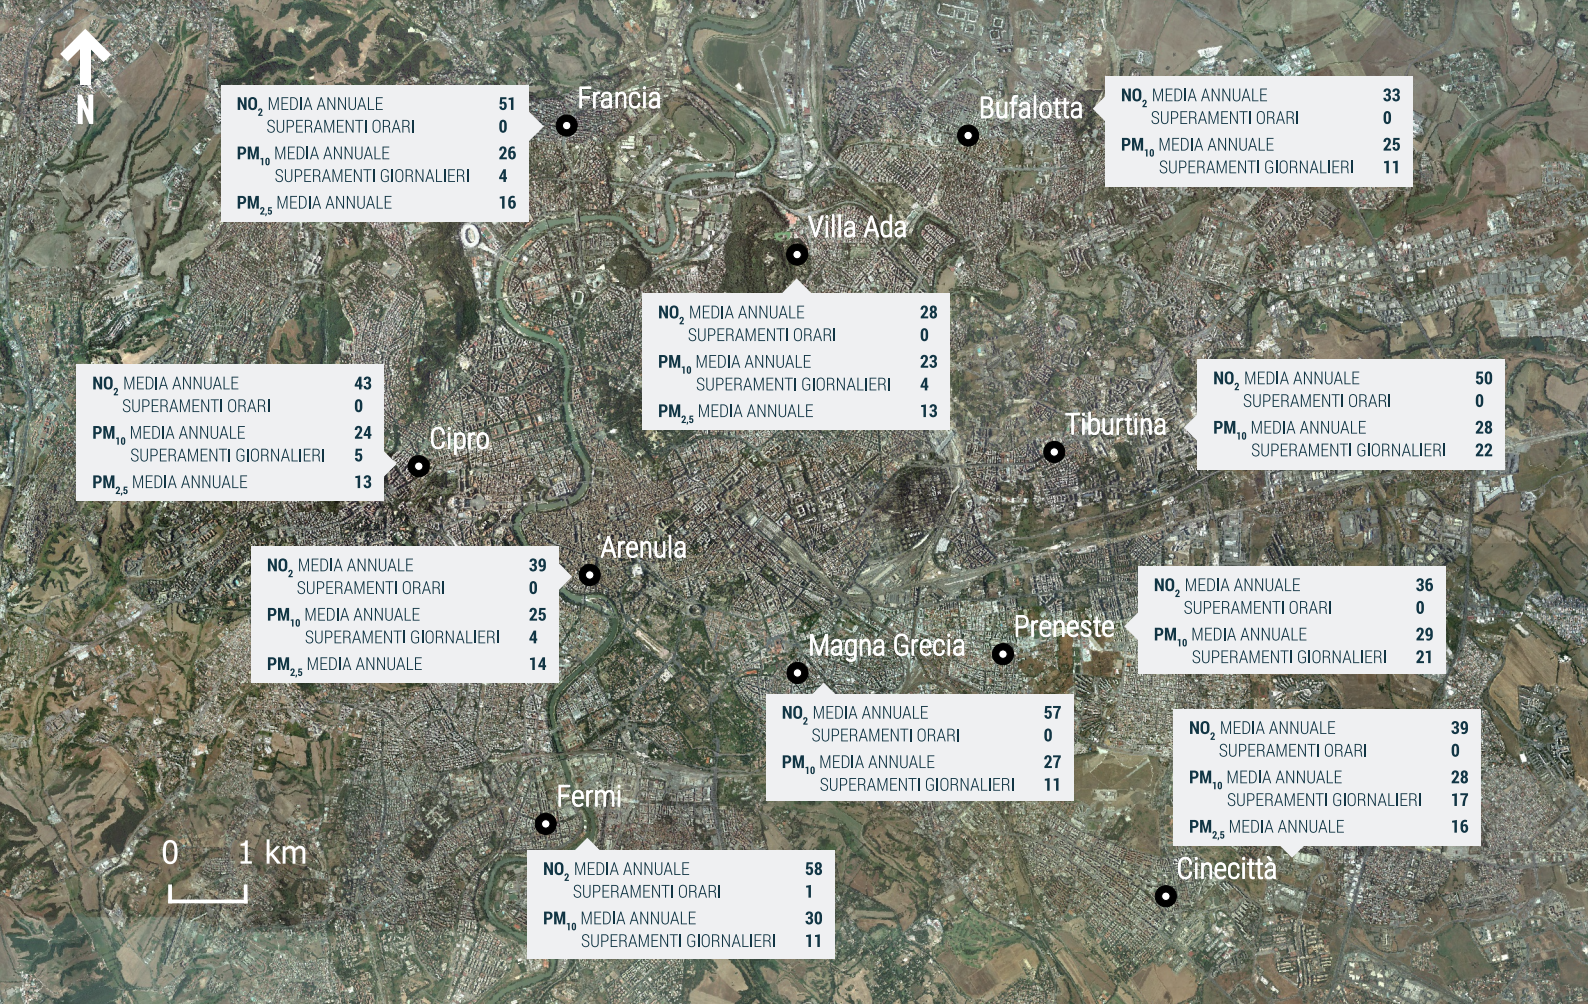 N
Francia
NO2 MEDIA ANNUALE 51
SUPERAMENTI ORARI 0
PM10 MEDIA ANNUALE 26
SUPERAMENTI GIORNALIERI 4
PM2,5 MEDIA ANNUALE 16
Bufalotta
NO2 MEDIA ANNUALE 33
SUPERAMENTI ORARI 0
PM10 MEDIA ANNUALE 25
SUPERAMENTI GIORNALIERI 11
Villa Ada
NO2 MEDIA ANNUALE 28
SUPERAMENTI ORARI 0
PM10 MEDIA ANNUALE 23
SUPERAMENTI GIORNALIERI 4
PM2,5 MEDIA ANNUALE 13
NO2 MEDIA ANNUALE 43
SUPERAMENTI ORARI 0
PM10 MEDIA ANNUALE 24
SUPERAMENTI GIORNALIERI 5
PM2,5 MEDIA ANNUALE 13
Cipro
Tiburtina
NO2 MEDIA ANNUALE 50
SUPERAMENTI ORARI 0
PM10 MEDIA ANNUALE 28
SUPERAMENTI GIORNALIERI 22
Arenula
NO2 MEDIA ANNUALE 39
SUPERAMENTI ORARI 0
PM10 MEDIA ANNUALE 25
SUPERAMENTI GIORNALIERI 4
PM2,5 MEDIA ANNUALE 14
Preneste
NO2 MEDIA ANNUALE 36
SUPERAMENTI ORARI 0
PM10 MEDIA ANNUALE 29
SUPERAMENTI GIORNALIERI 21
Magna Grecia
NO2 MEDIA ANNUALE 57
SUPERAMENTI ORARI 0
PM10 MEDIA ANNUALE 27
SUPERAMENTI GIORNALIERI 11
NO2 MEDIA ANNUALE 39
SUPERAMENTI ORARI 0
PM10 MEDIA ANNUALE 28
SUPERAMENTI GIORNALIERI 17
PM2,5 MEDIA ANNUALE 16
Cinecittà
Fermi
NO2 MEDIA ANNUALE 58
SUPERAMENTI ORARI 1
PM10 MEDIA ANNUALE 30
SUPERAMENTI GIORNALIERI 11
0 1 km